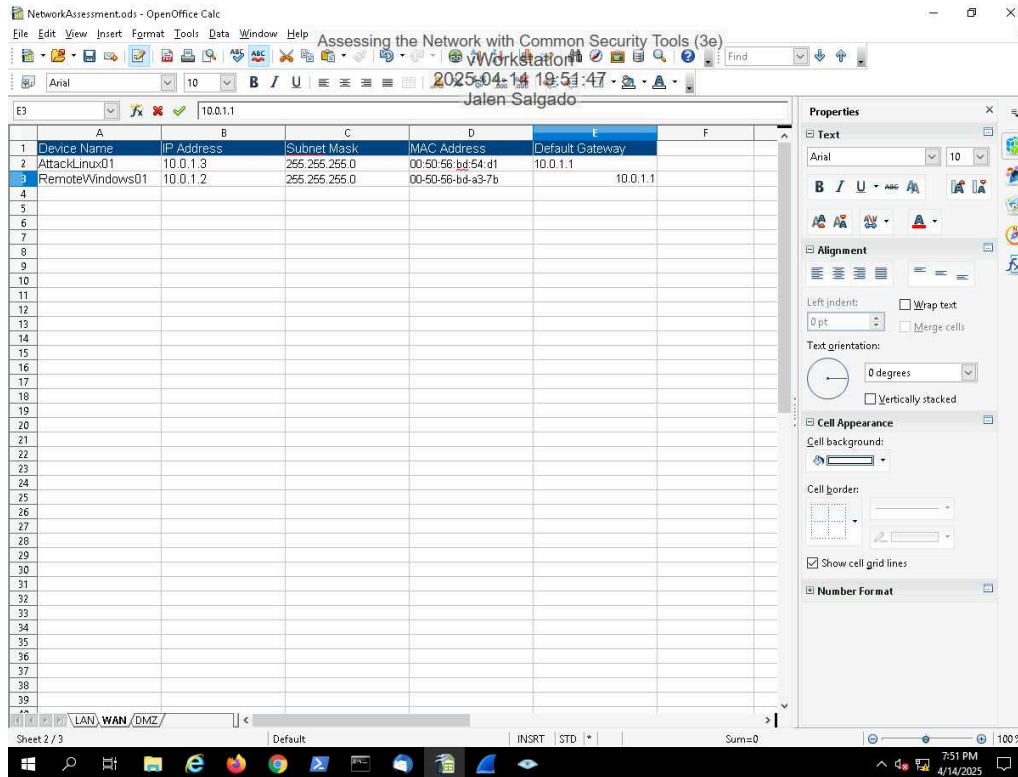 NetworkAssessment.ods - OpenOffice Calc
File Edit View Insert Format Tools Data Window Help
Assessing the Network with Common Security Tools (3e)
vWorkstation
2025-04-14 19:51:47
Jalen Salgado
Find
Arial 10 B I U
E3 10.0.1.1
A B C D E F
1 Device Name IP Address Subnet Mask MAC Address Default Gateway
2 AttackLinux01 10.0.1.3 255.255.255.0 00:50:56:bd:54:d1 10.0.1.1
3 RemoteWindows01 10.0.1.2 255.255.255.0 00-50-56-bd-a3-7b 10.0.1.1
4
5
6
7
8
9
10
11
12
13
14
15
16
17
18
19
20
21
22
23
24
25
26
27
28
29
30
31
32
33
34
35
36
37
38
39
Properties
Text
Arial 10
B I U ABC
Alignment
Left indent:
0 pt
Wrap text
Merge cells
Text orientation:
0 degrees
Vertically stacked
Cell Appearance
Cell background:
Cell border:
Show cell grid lines
Number Format
LAN WAN DMZ
Sheet 2 / 3 Default INSRT STD * Sum=0 100%
7:51 PM
4/14/2025